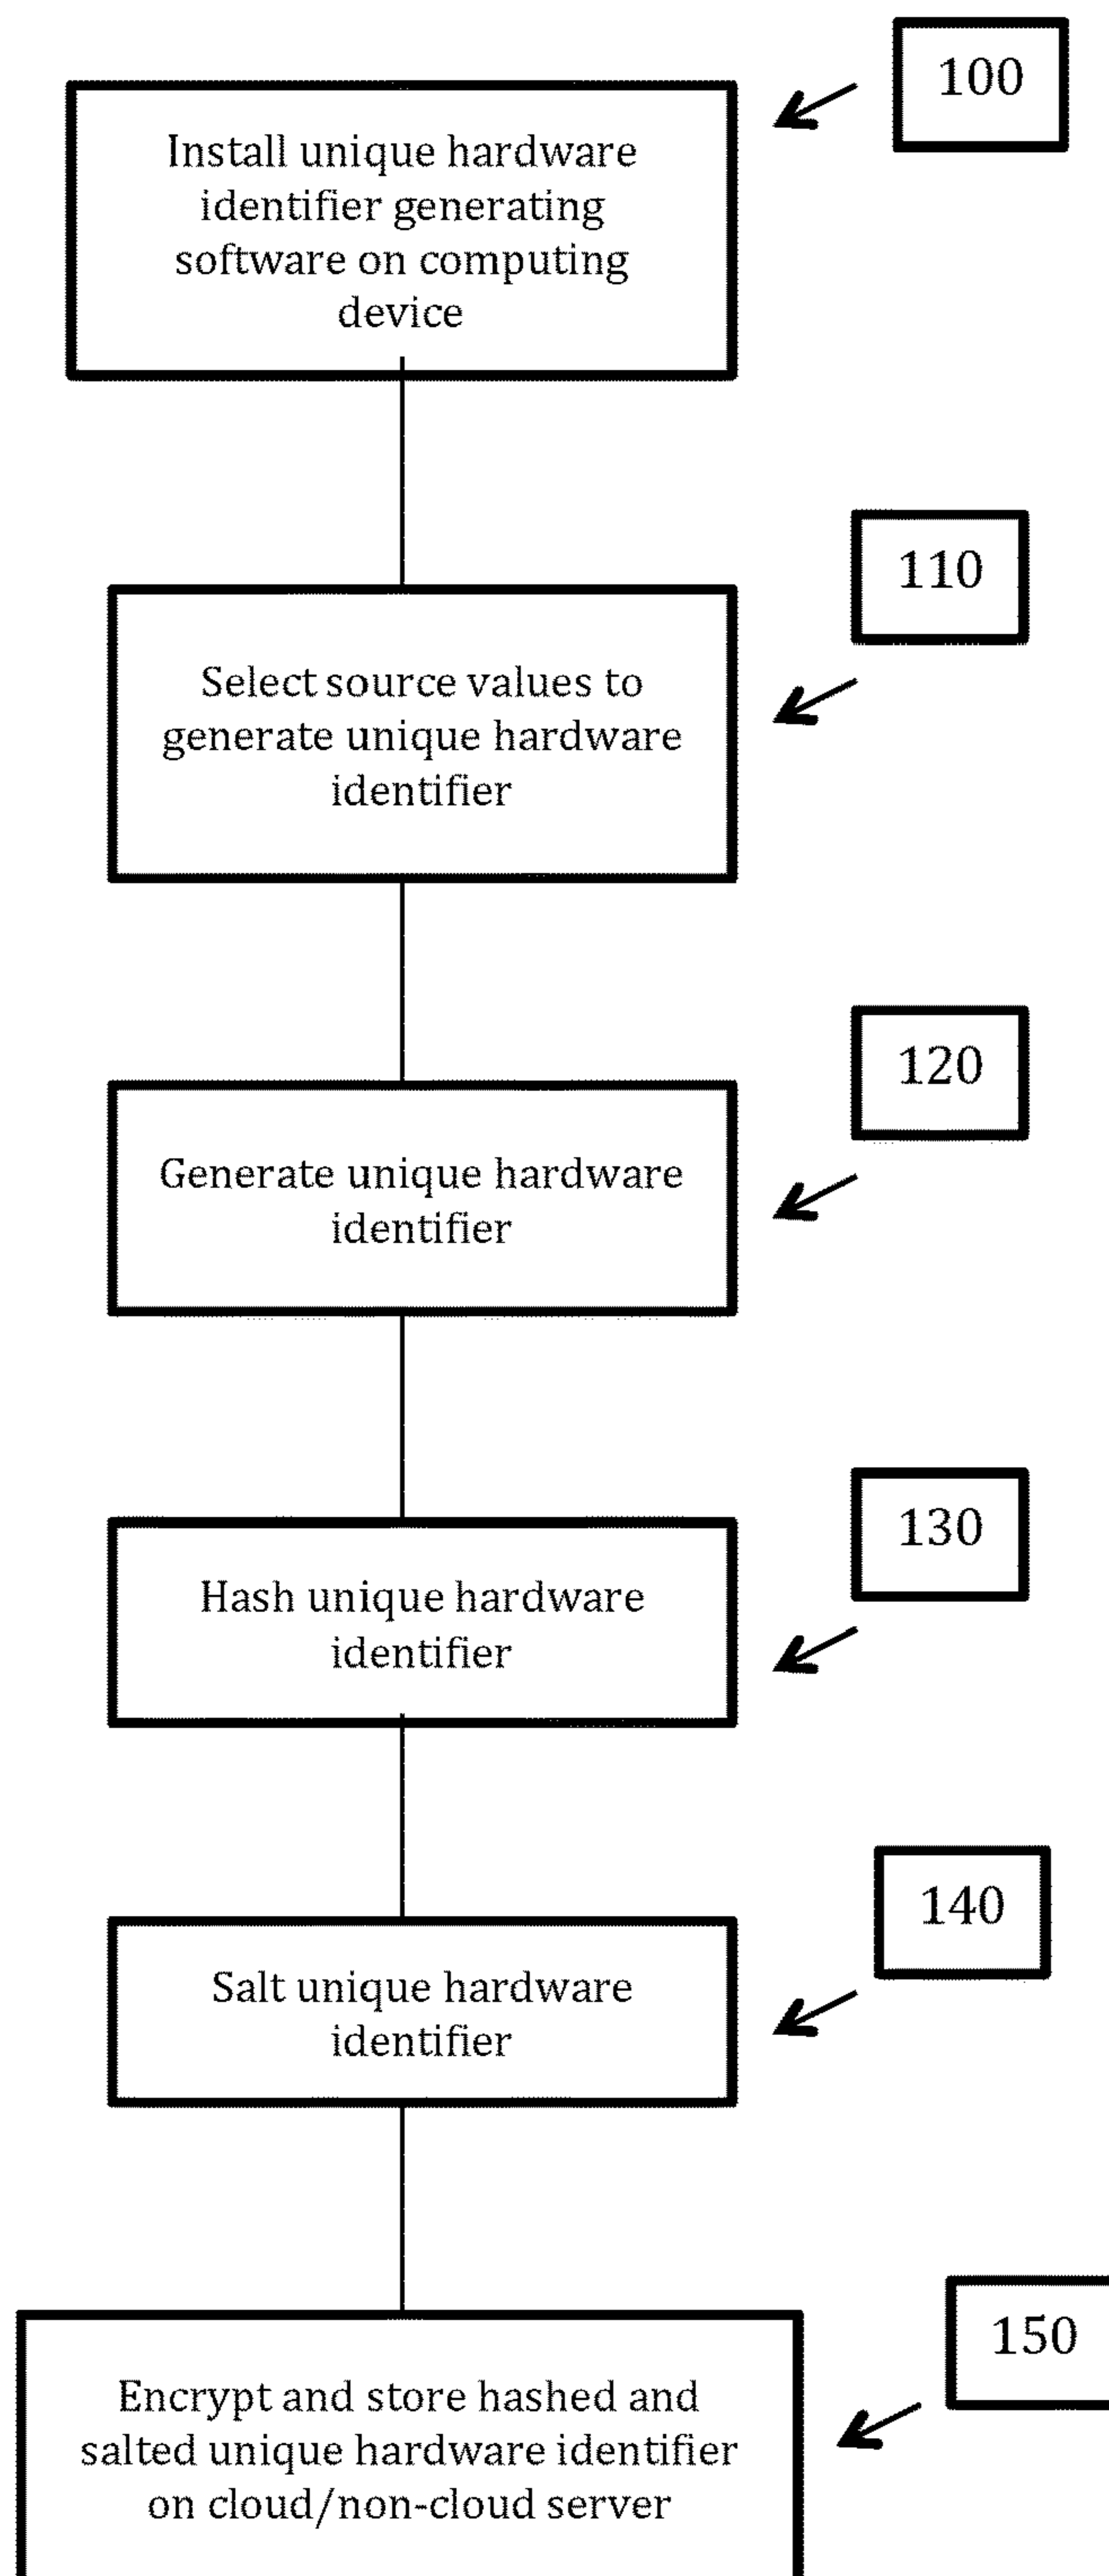 100
Install unique hardware
identifier generating
software on computing
device
110
Select source values to
generate unique hardware
identifier
120
Generate unique hardware
identifier
130
Hash unique hardware
identifier
140
Salt unique hardware
identifier
150
Encrypt and store hashed and
salted unique hardware identifier
on cloud/non-cloud server